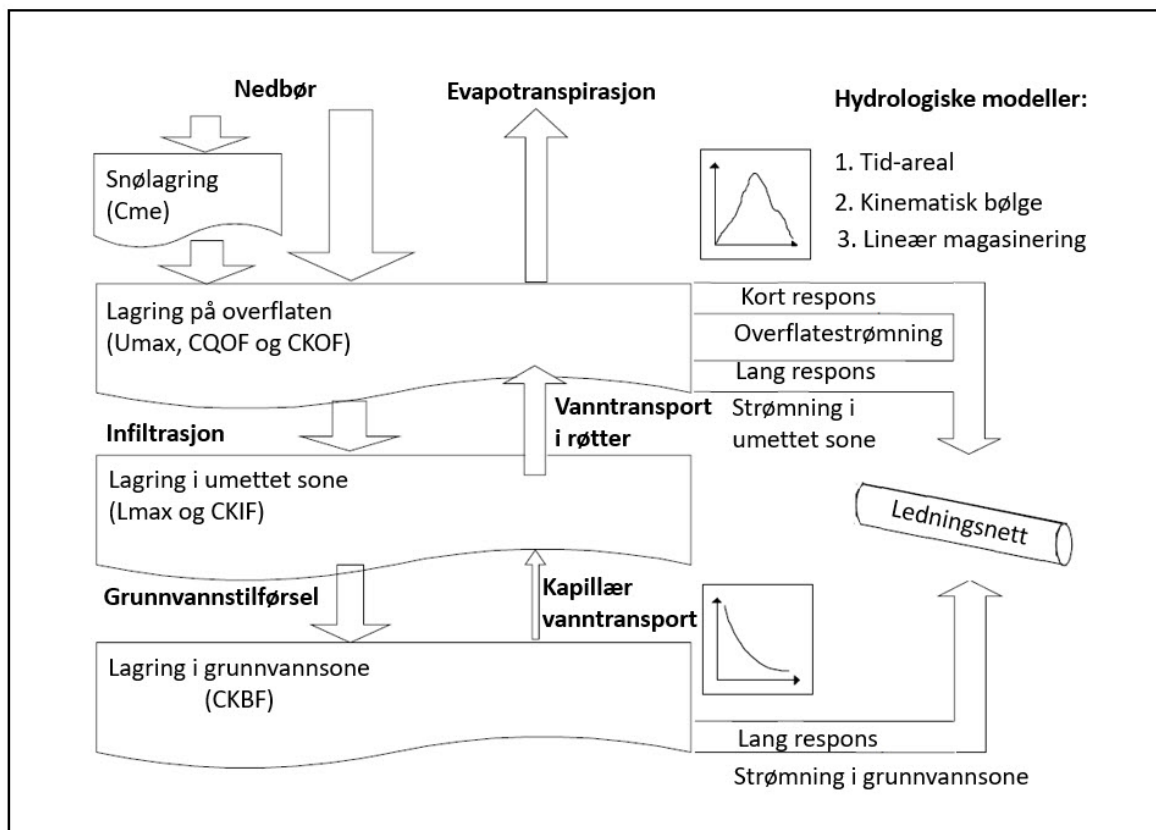 Nedbør
Evapotranspirasjon
Hydrologiske modeller:
1. Tid-areal
2. Kinematisk bølge
3. Lineær magasinering
Snølagring
(Cme)
Lagring på overflaten
(Umax, CQOF og CKOF)
Kort respons
Overflatestrømning
Lang respons
Strømning i
umettet sone
Infiltrasjon
Vanntransport
i røtter
Lagring i umettet sone
(Lmax og CKIF)
Ledningsnett
Grunnvannstilførsel
Kapillær
vanntransport
Lagring i grunnvannsone
(CKBF)
Lang respons
Strømning i grunnvannsone